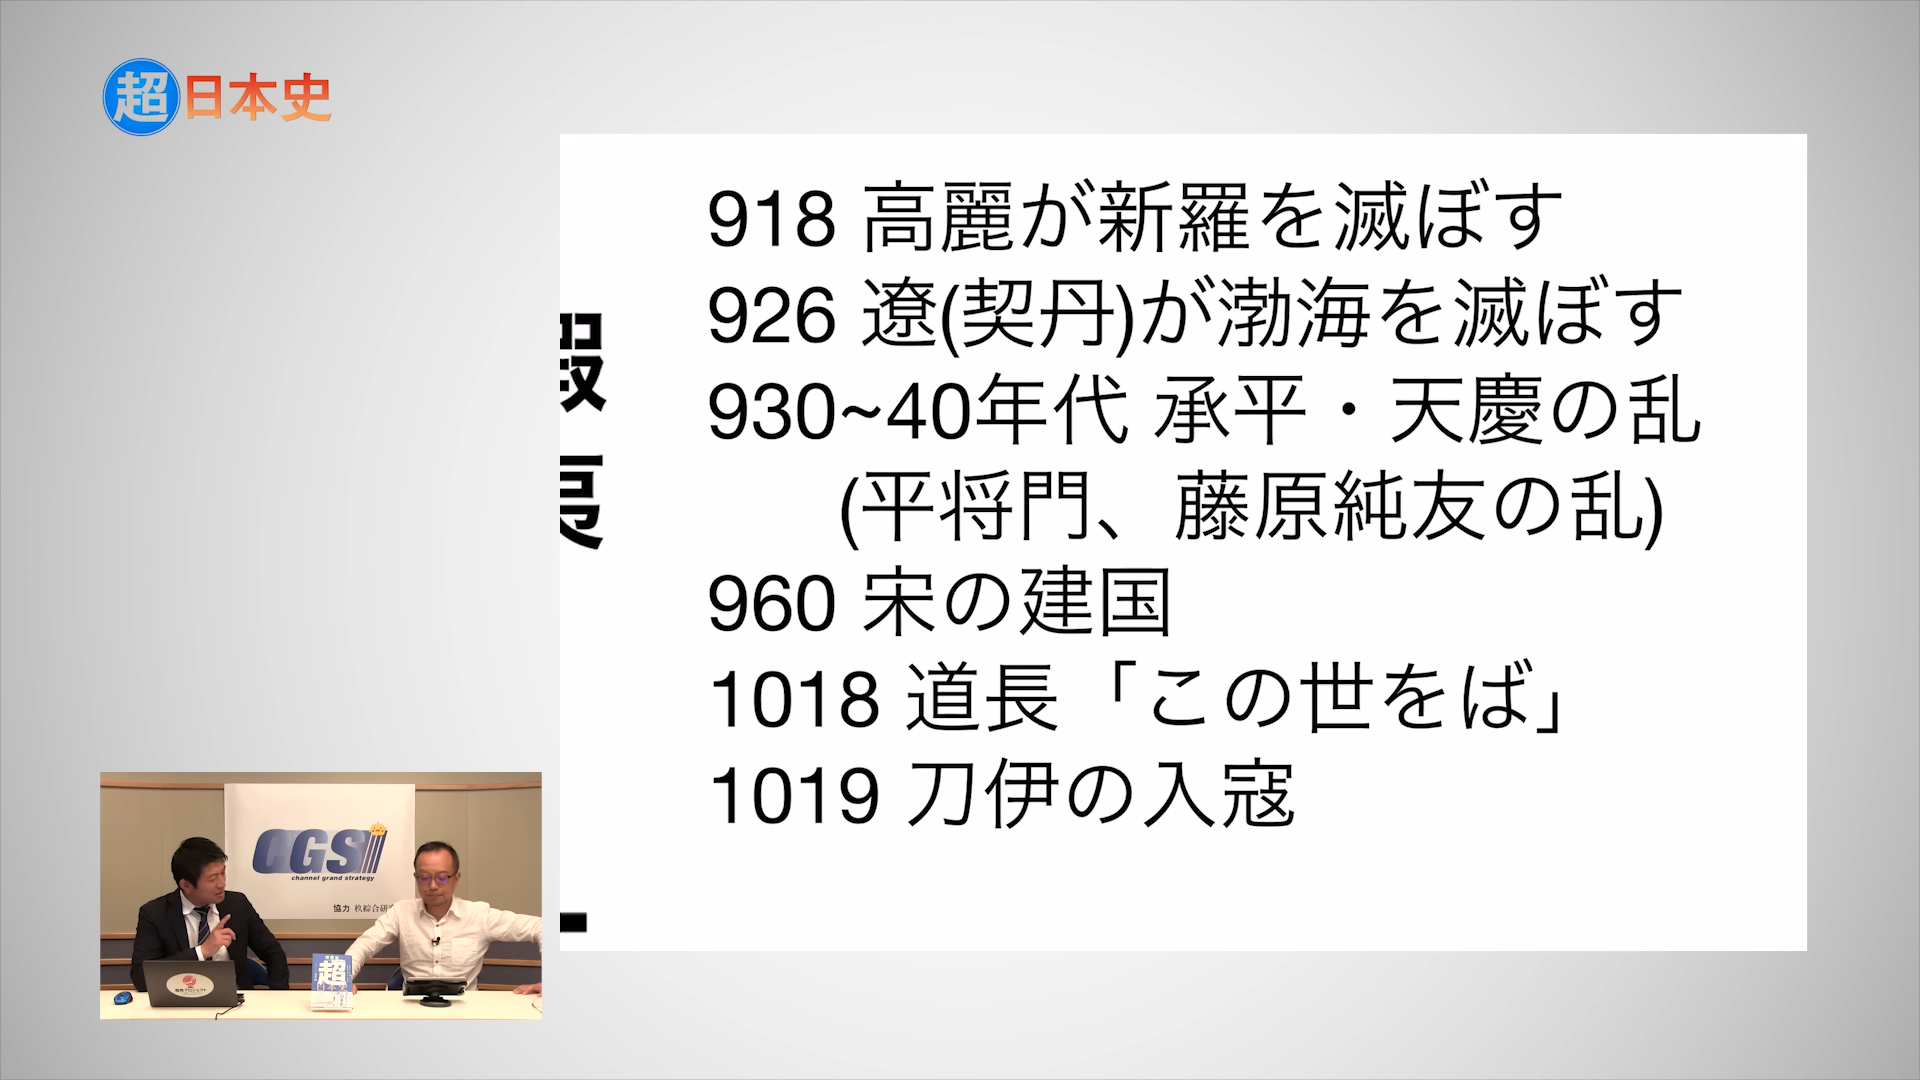 超日本史
918 高麗が新羅を滅ぼす
926 遼(契丹)が渤海を滅ぼす
930~40年代 承平・天慶の乱
(平将門、藤原純友の乱)
960 宋の建国
1018 道長「この世をば」
1019 刀伊の入寇
CGS
channel grand strategy
協力
超